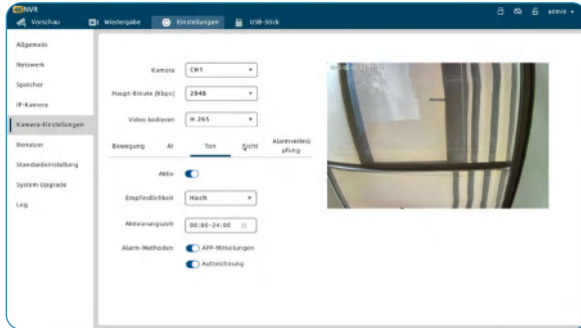 4KNVR
admin
Vorschau
Wiedergabe
Einstellungen
USB-Stick
Allgemein
Netzwerk
Speicher
IP-Kamera
Kamera-Einstellungen
Benutzer
Standardeinstellung
System Upgrade
Log
Kamera CH1
Haupt-Bitrate (Kbps) 2048
Video kodieren H.265
Bewegung AI Ton Nicht Alarmverknü
pfung
Aktiv
Empfindlichkeit Hoch
Aktivierungszeit 00:00-24:00
Alarm-Methoden APP-Mitteilungen
Aufzeichnung